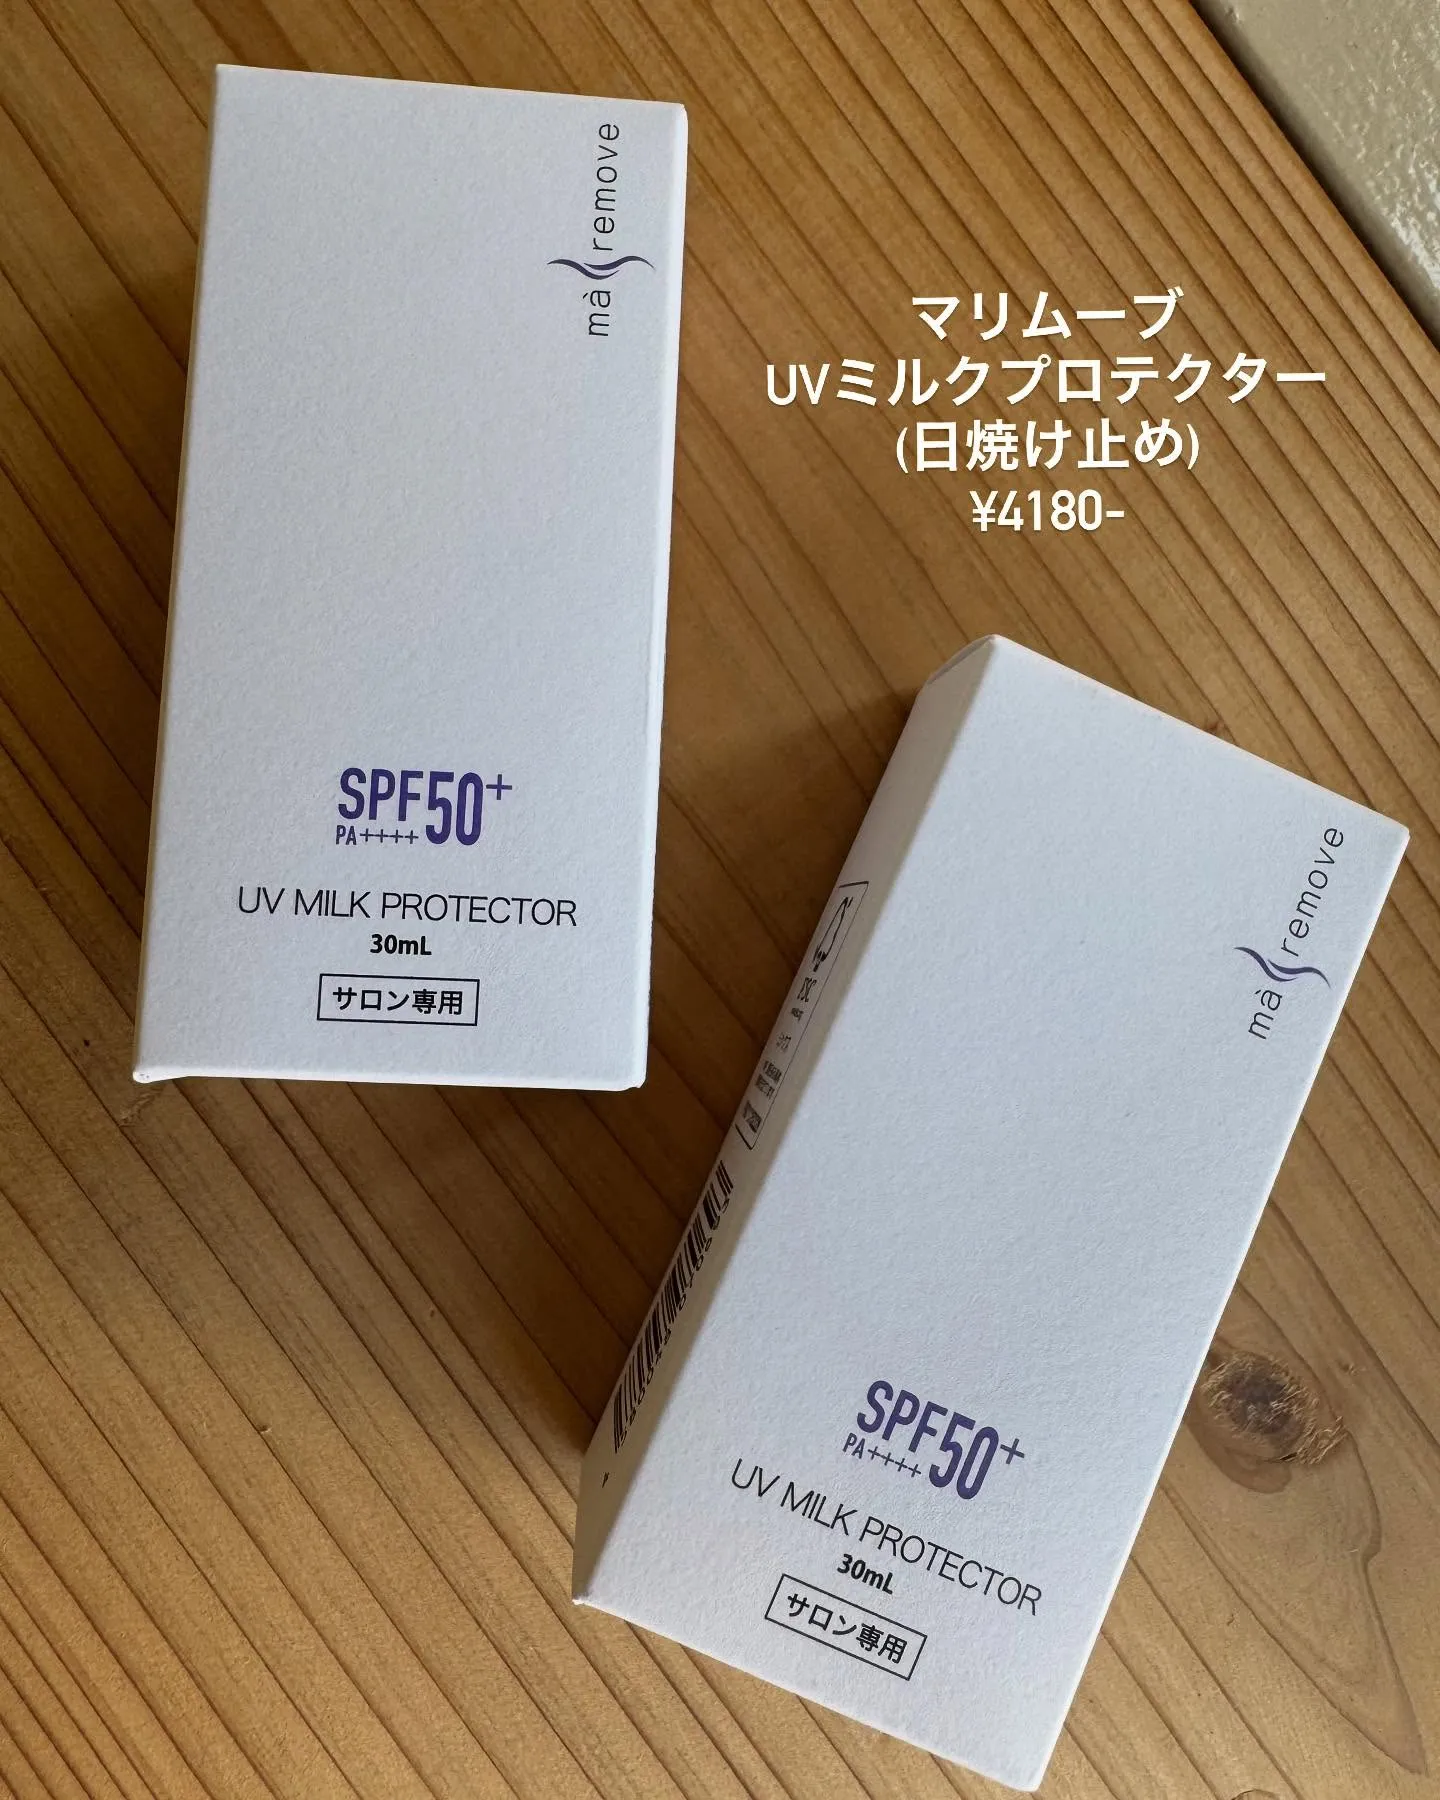 mà remove
SPF50+
PA++++
UV MILK PROTECTOR
30mL
サロン専用
マリムーブ
UVミルクプロテクター
(日焼け止め)
¥4180-
mà remove
SPF50+
PA++++
UV MILK PROTECTOR
30mL
サロン専用